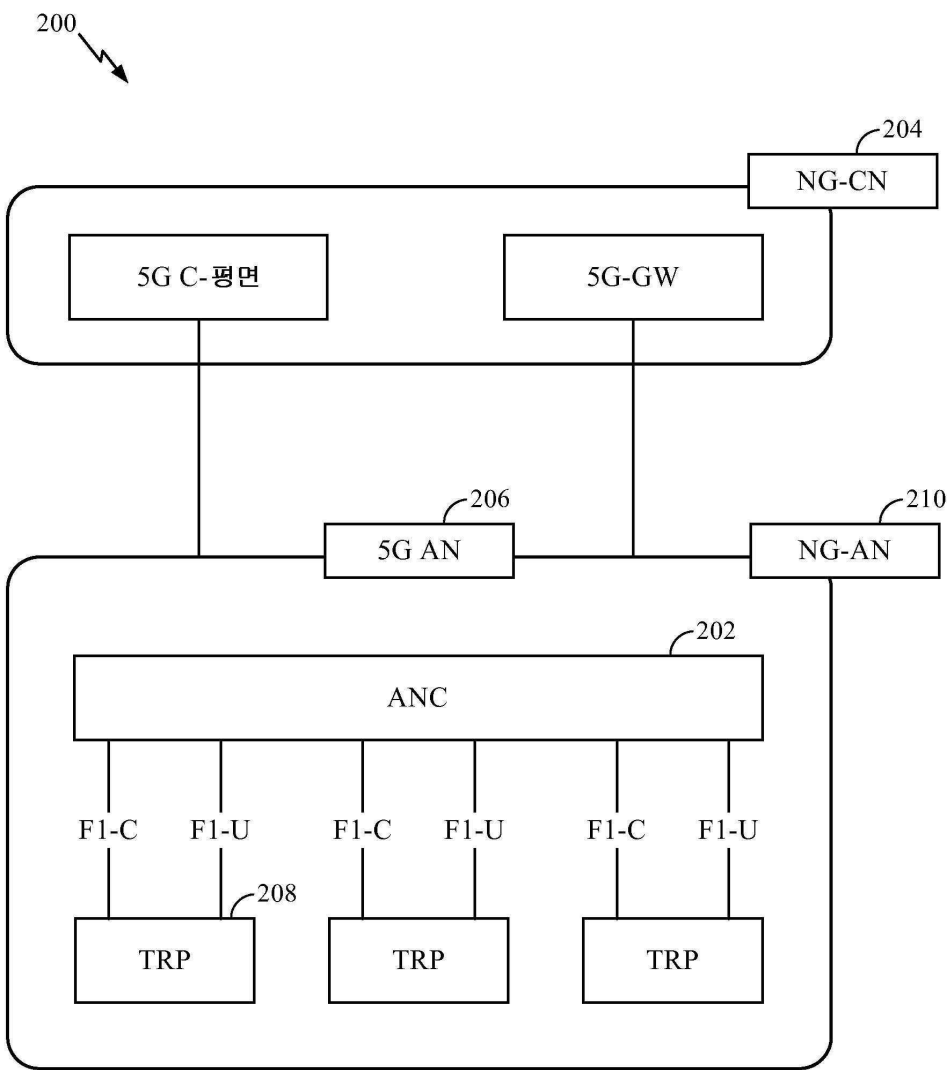 200
204
NG-CN
5G C-평면
5G-GW
206
210
5G AN
NG-AN
202
ANC
F1-C F1-U F1-C F1-U F1-C F1-U
208
TRP TRP TRP